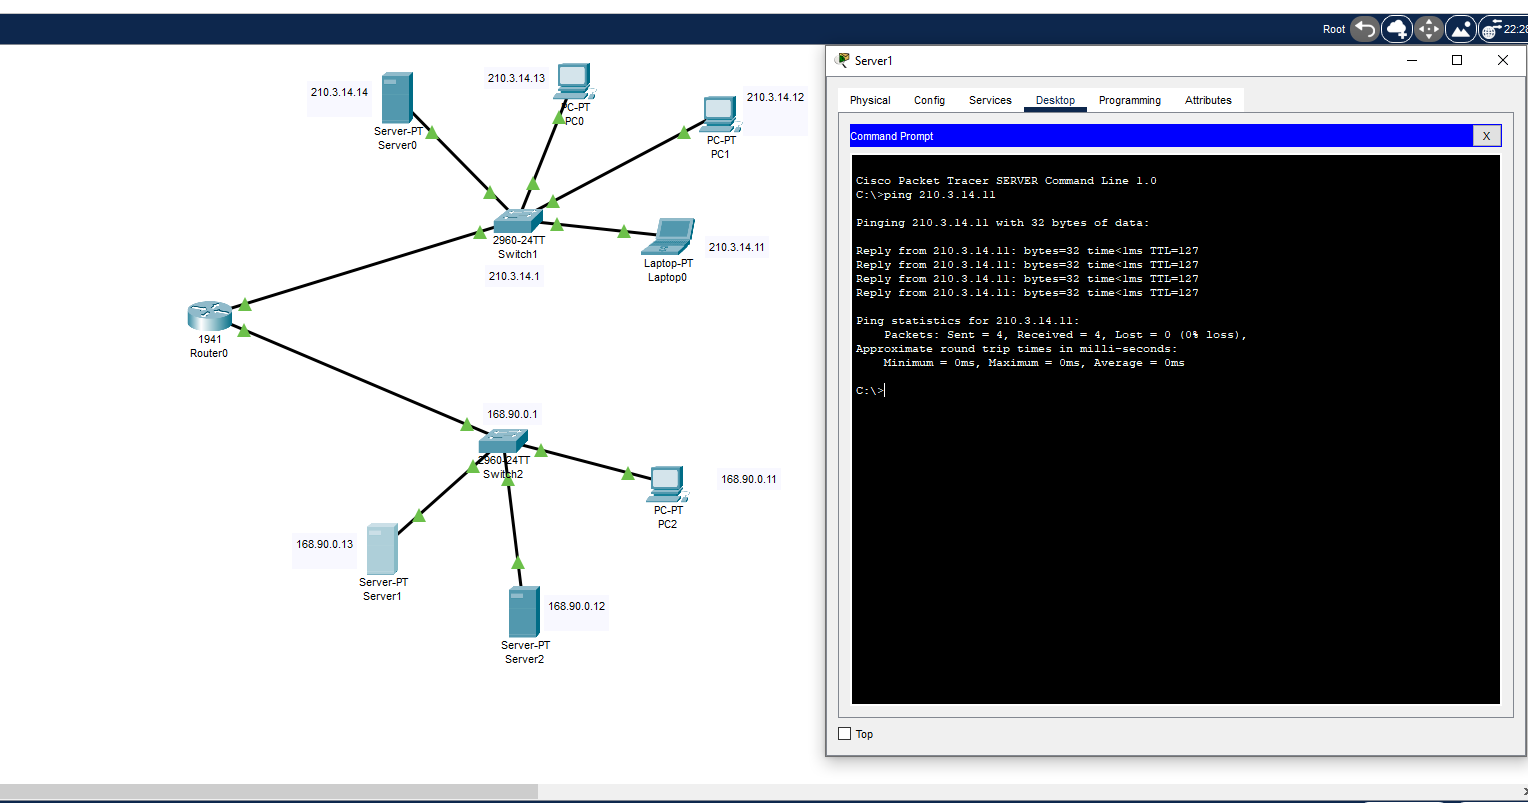 Root
22:28
Server1
Physical Config Services Desktop Programming Attributes
Command Prompt
X
Cisco Packet Tracer SERVER Command Line 1.0
C:\>ping 210.3.14.11
Pinging 210.3.14.11 with 32 bytes of data:
Reply from 210.3.14.11: bytes=32 time<1ms TTL=127
Reply from 210.3.14.11: bytes=32 time<1ms TTL=127
Reply from 210.3.14.11: bytes=32 time<1ms TTL=127
Reply from 210.3.14.11: bytes=32 time<1ms TTL=127
Ping statistics for 210.3.14.11:
Packets: Sent = 4, Received = 4, Lost = 0 (0% loss),
Approximate round trip times in milli-seconds:
Minimum = 0ms, Maximum = 0ms, Average = 0ms
C:\>
Top
210.3.14.14
Server-PT
Server0
210.3.14.13
PC-PT
PC0
210.3.14.12
PC-PT
PC1
2960-24TT
Switch1
210.3.14.1
210.3.14.11
Laptop-PT
Laptop0
1941
Router0
168.90.0.1
2960-24TT
Switch2
168.90.0.11
PC-PT
PC2
168.90.0.13
Server-PT
Server1
168.90.0.12
Server-PT
Server2